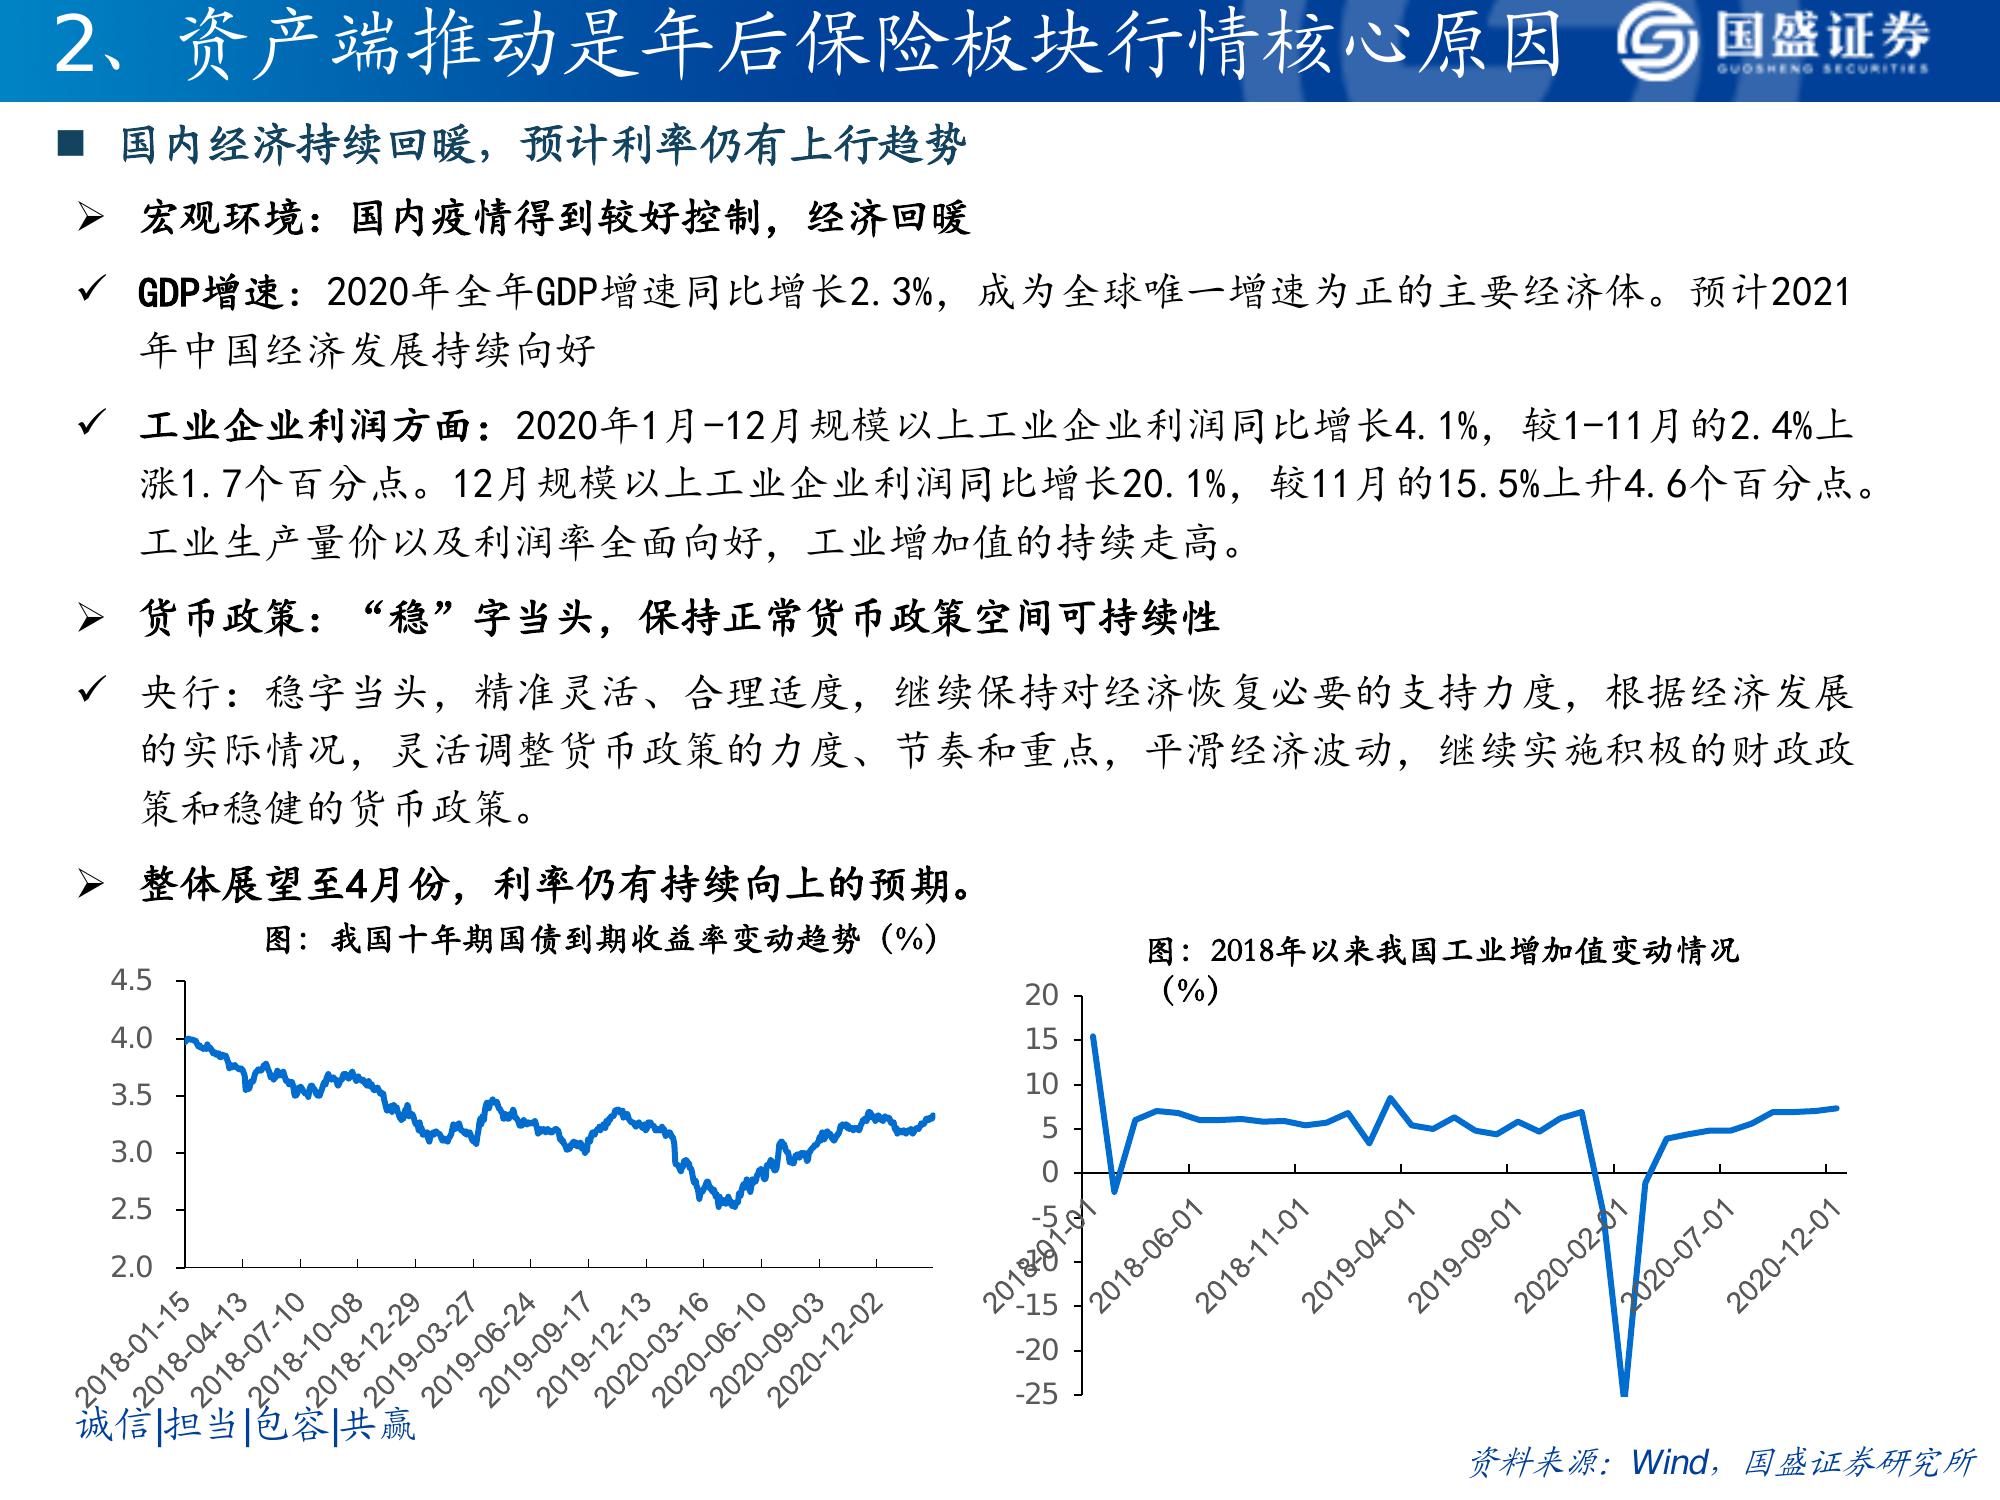 2、资产端推动是年后保险板块行情核心原因
国盛证券
GUOSHENG SECURITIES
■ 国内经济持续回暖，预计利率仍有上行趋势
➢ 宏观环境：国内疫情得到较好控制，经济回暖
✓ GDP增速：2020年全年GDP增速同比增长2.3%，成为全球唯一增速为正的主要经济体。预计2021
年中国经济发展持续向好
✓ 工业企业利润方面：2020年1月-12月规模以上工业企业利润同比增长4.1%，较1-11月的2.4%上
涨1.7个百分点。12月规模以上工业企业利润同比增长20.1%，较11月的15.5%上升4.6个百分点。
工业生产量价以及利润率全面向好，工业增加值的持续走高。
➢ 货币政策：“稳”字当头，保持正常货币政策空间可持续性
✓ 央行：稳字当头，精准灵活、合理适度，继续保持对经济恢复必要的支持力度，根据经济发展
的实际情况，灵活调整货币政策的力度、节奏和重点，平滑经济波动，继续实施积极的财政政
策和稳健的货币政策。
➢ 整体展望至4月份，利率仍有持续向上的预期。
图：我国十年期国债到期收益率变动趋势（%）
4.5
4.0
3.5
3.0
2.5
2.0
2018-01-15
2018-04-13
2018-07-10
2018-10-08
2018-12-29
2019-03-27
2019-06-24
2019-09-17
2019-12-13
2020-03-16
2020-06-10
2020-09-03
2020-12-02
图：2018年以来我国工业增加值变动情况
（%）
20
15
10
5
0
-5
-10
-15
-20
-25
2018-01-01
2018-06-01
2018-11-01
2019-04-01
2019-09-01
2020-02-01
2020-07-01
2020-12-01
诚信|担当|包容|共赢
资料来源：Wind，国盛证券研究所